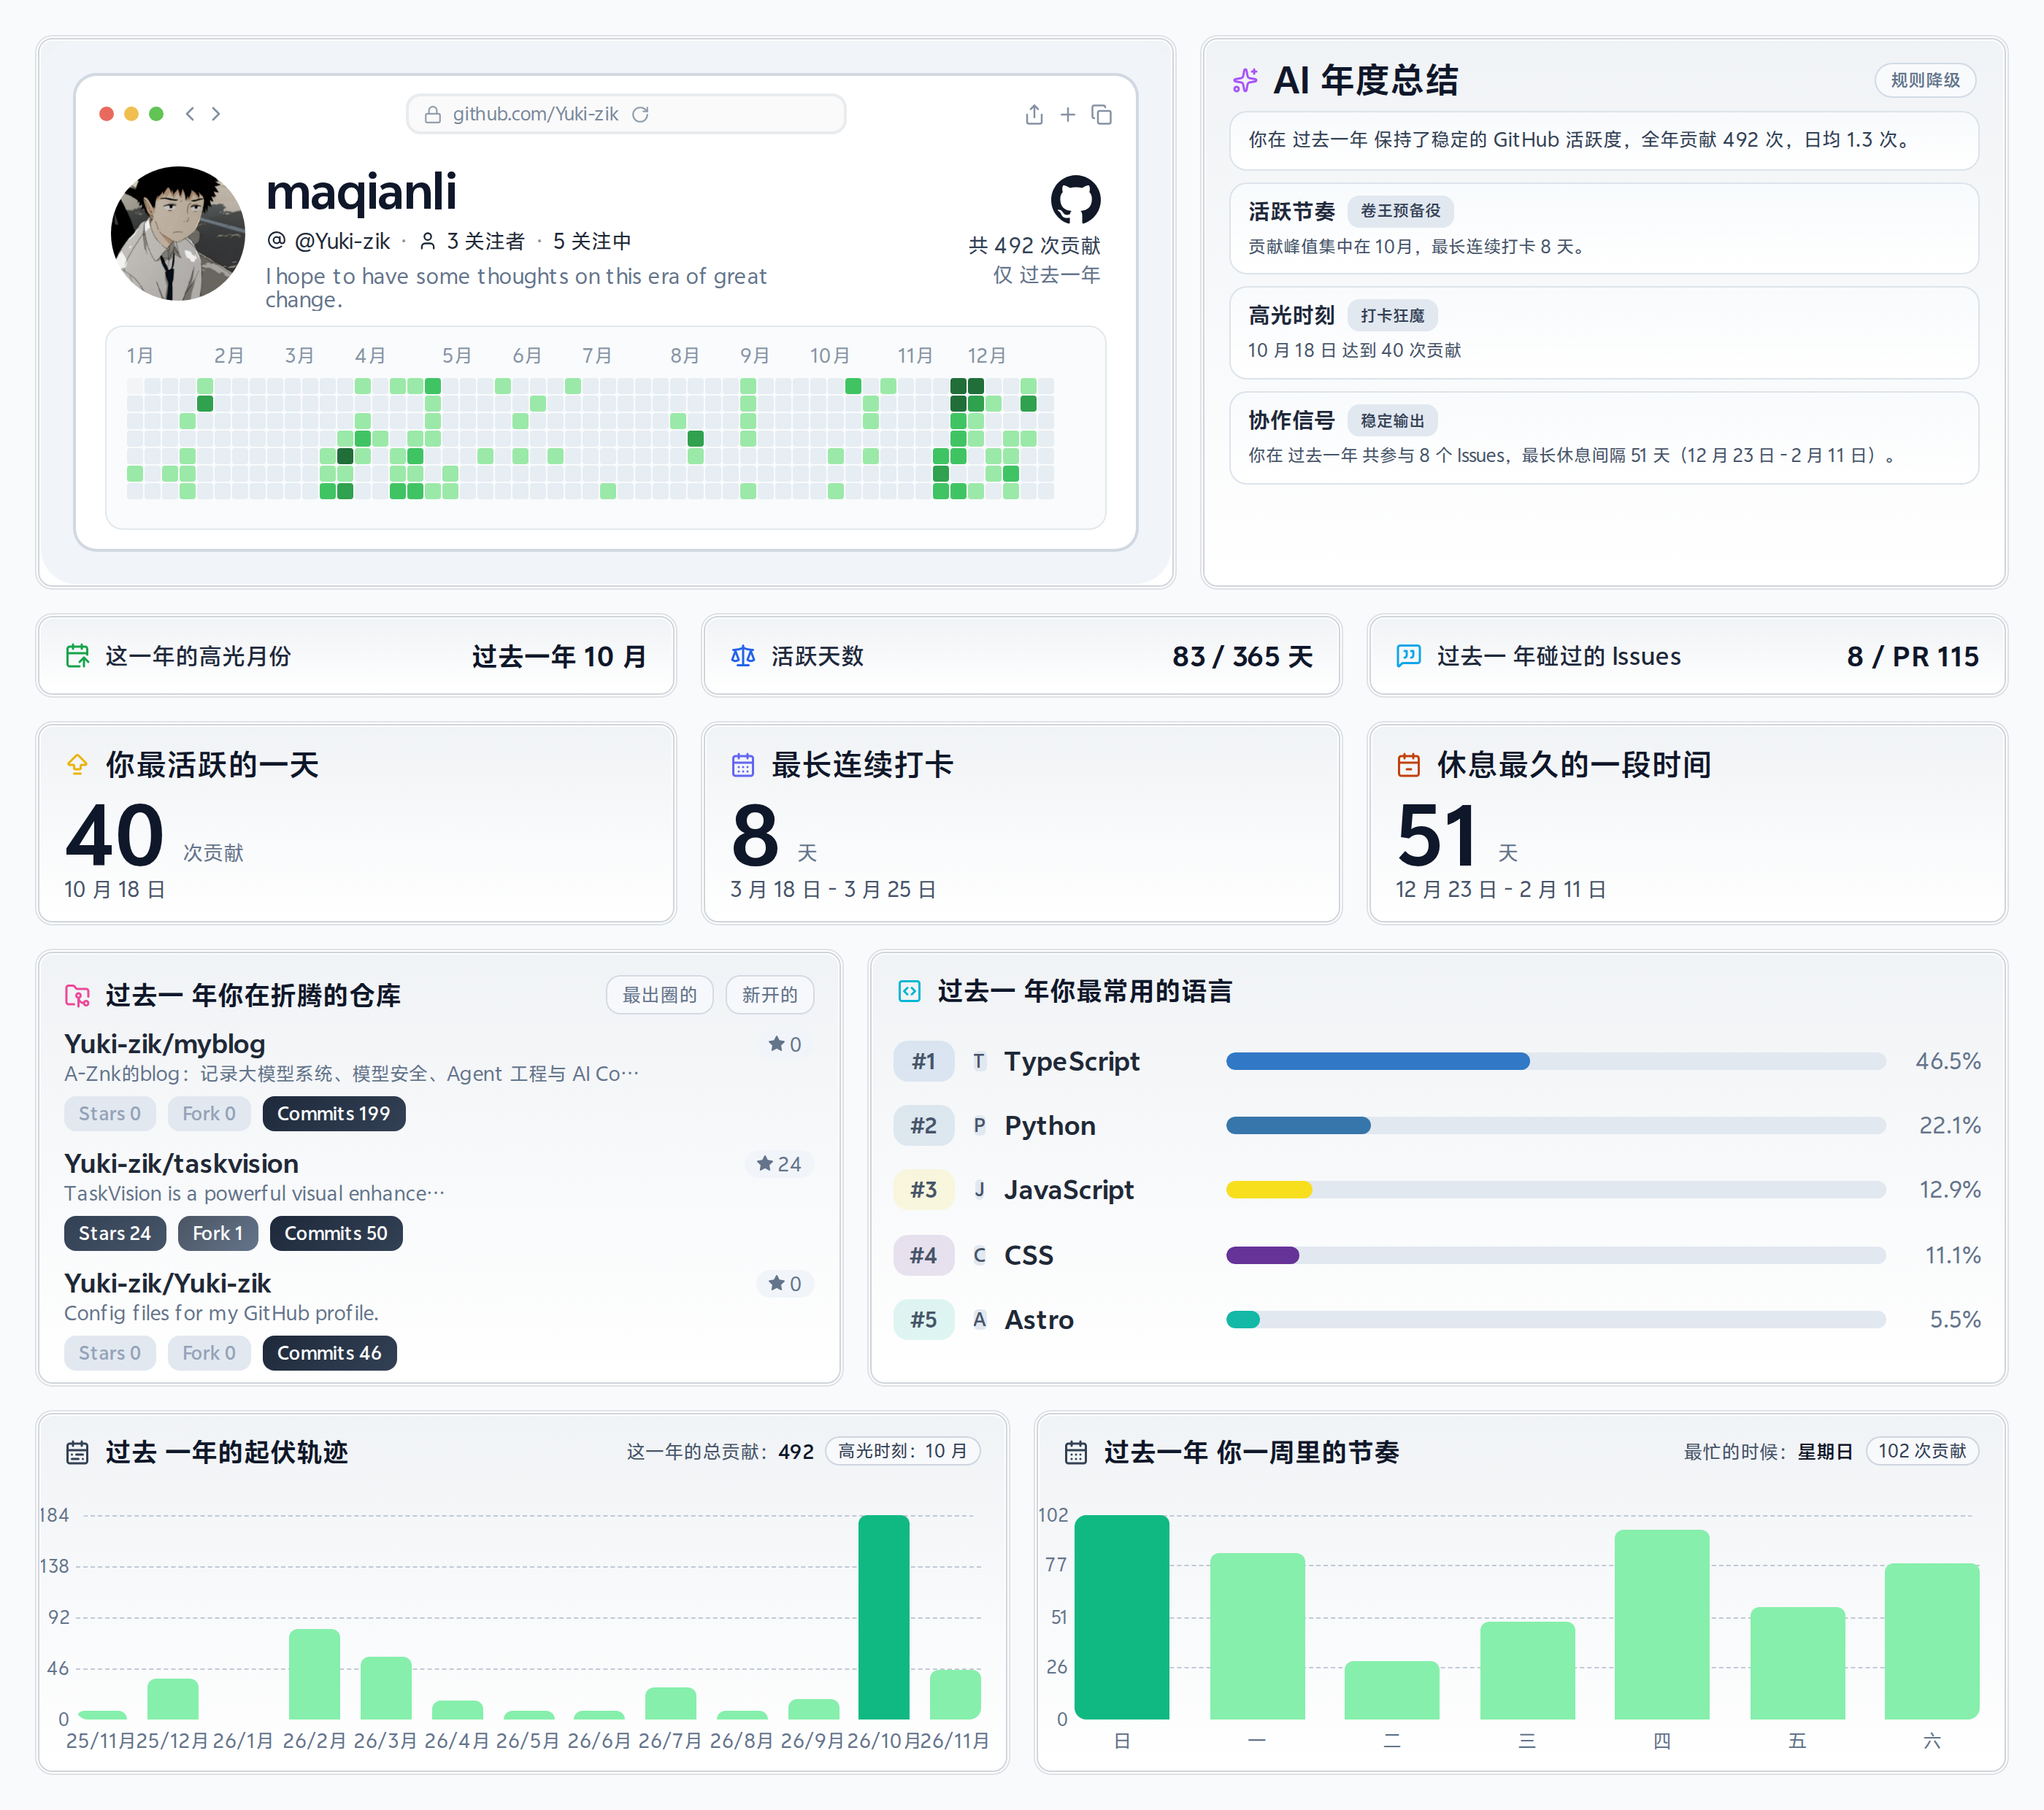 github.com/Yuki-zik
maqianli
@Yuki-zik · 3 关注者 · 5 关注中
I hope to have some thoughts on this era of great
change.
共 492 次贡献
仅 过去一年
1月 2月 3月 4月 5月 6月 7月 8月 9月 10月 11月 12月
AI 年度总结 规则降级
你在 过去一年 保持了稳定的 GitHub 活跃度，全年贡献 492 次，日均 1.3 次。
活跃节奏 卷王预备役
贡献峰值集中在 10月，最长连续打卡 8 天。
高光时刻 打卡狂魔
10 月 18 日 达到 40 次贡献
协作信号 稳定输出
你在 过去一年 共参与 8 个 Issues，最长休息间隔 51 天（12 月 23 日 - 2 月 11 日）。
这一年的高光月份 过去一年 10 月
活跃天数 83 / 365 天
过去一 年碰过的 Issues 8 / PR 115
你最活跃的一天
40 次贡献
10 月 18 日
最长连续打卡
8 天
3 月 18 日 - 3 月 25 日
休息最久的一段时间
51 天
12 月 23 日 - 2 月 11 日
过去一 年你在折腾的仓库 最出圈的 新开的
Yuki-zik/myblog 0
A-Znk的blog：记录大模型系统、模型安全、Agent 工程与 AI Co…
Stars 0 Fork 0 Commits 199
Yuki-zik/taskvision 24
TaskVision is a powerful visual enhance…
Stars 24 Fork 1 Commits 50
Yuki-zik/Yuki-zik 0
Config files for my GitHub profile.
Stars 0 Fork 0 Commits 46
过去一 年你最常用的语言
#1 T TypeScript 46.5%
#2 P Python 22.1%
#3 J JavaScript 12.9%
#4 C CSS 11.1%
#5 A Astro 5.5%
过去 一年的起伏轨迹 这一年的总贡献：492 高光时刻：10 月
184
138
92
46
0
25/11月 25/12月 26/1月 26/2月 26/3月 26/4月 26/5月 26/6月 26/7月 26/8月 26/9月 26/10月 26/11月
过去一年 你一周里的节奏 最忙的时候：星期日 102 次贡献
102
77
51
26
0
日 一 二 三 四 五 六